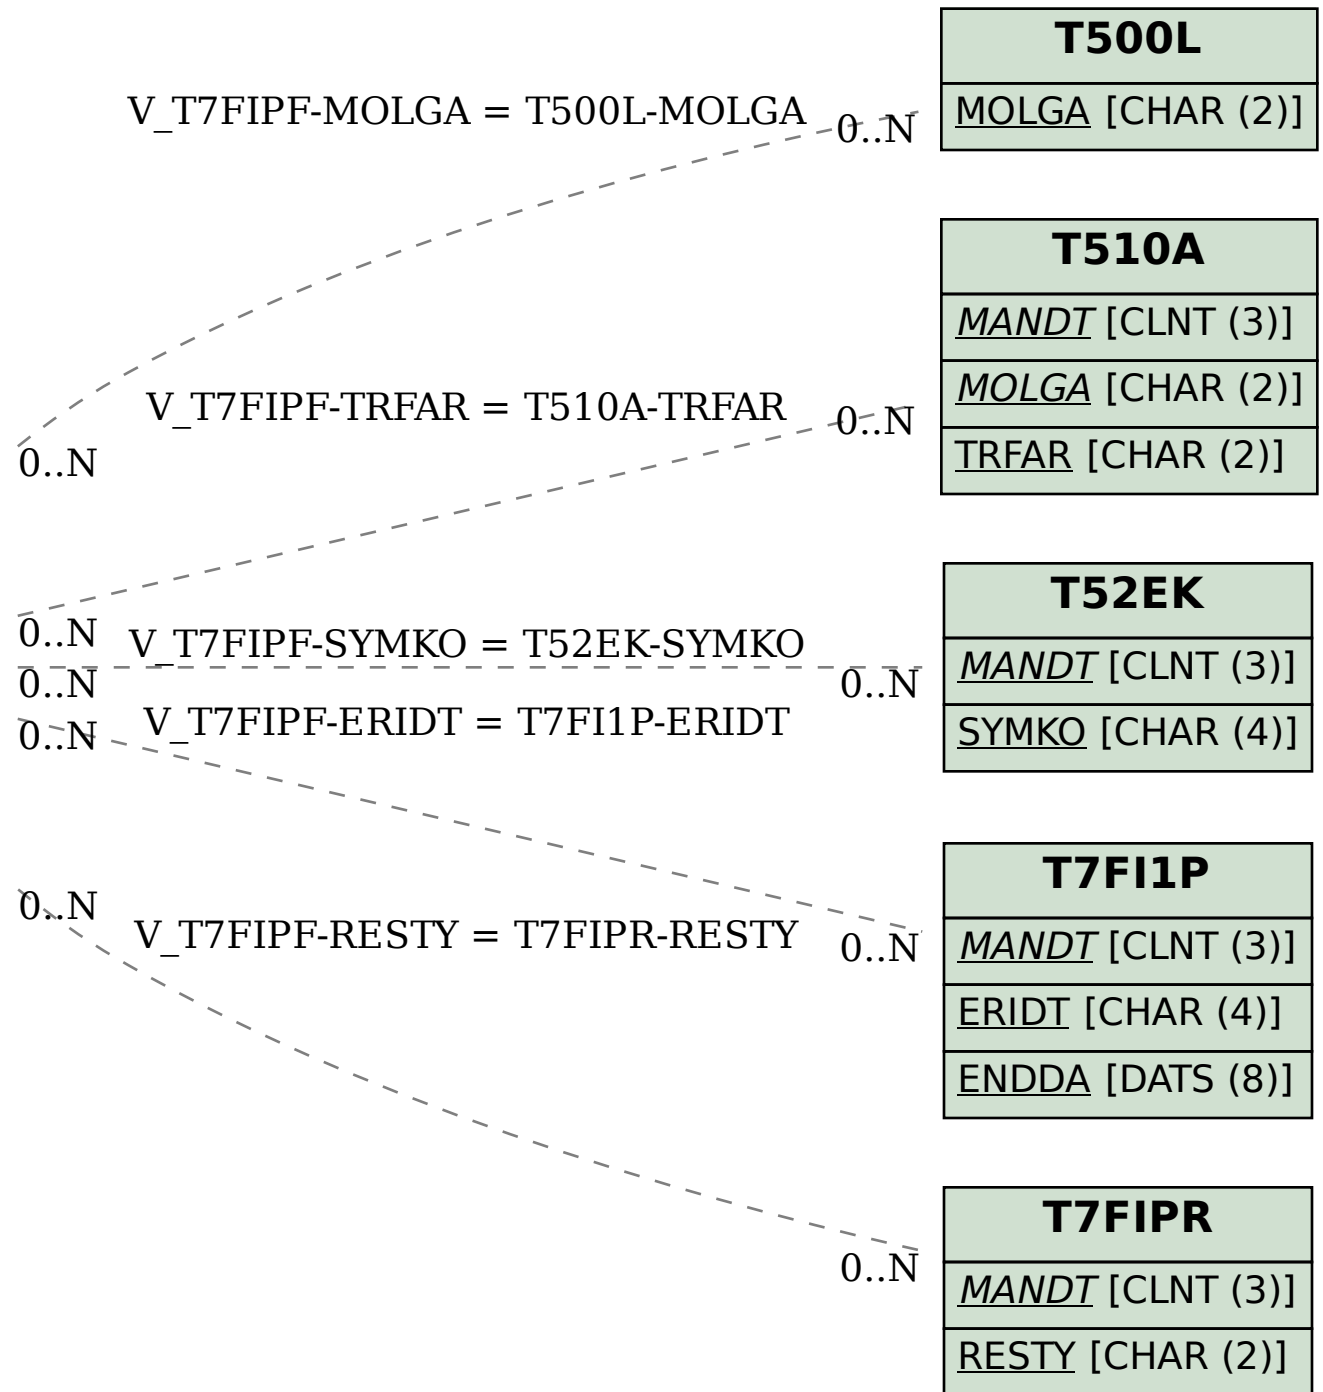 T500L
MOLGA [CHAR (2)]
V_T7FIPF-MOLGA = T500L-MOLGA
0..N
0..N
T510A
MANDT [CLNT (3)]
MOLGA [CHAR (2)]
TRFAR [CHAR (2)]
V_T7FIPF-TRFAR = T510A-TRFAR
0..N
0..N
T52EK
MANDT [CLNT (3)]
SYMKO [CHAR (4)]
V_T7FIPF-SYMKO = T52EK-SYMKO
0..N
0..N
V_T7FIPF-ERIDT = T7FI1P-ERIDT
0..N
0..N
T7FI1P
MANDT [CLNT (3)]
ERIDT [CHAR (4)]
ENDDA [DATS (8)]
V_T7FIPF-RESTY = T7FIPR-RESTY
0..N
0..N
T7FIPR
MANDT [CLNT (3)]
RESTY [CHAR (2)]